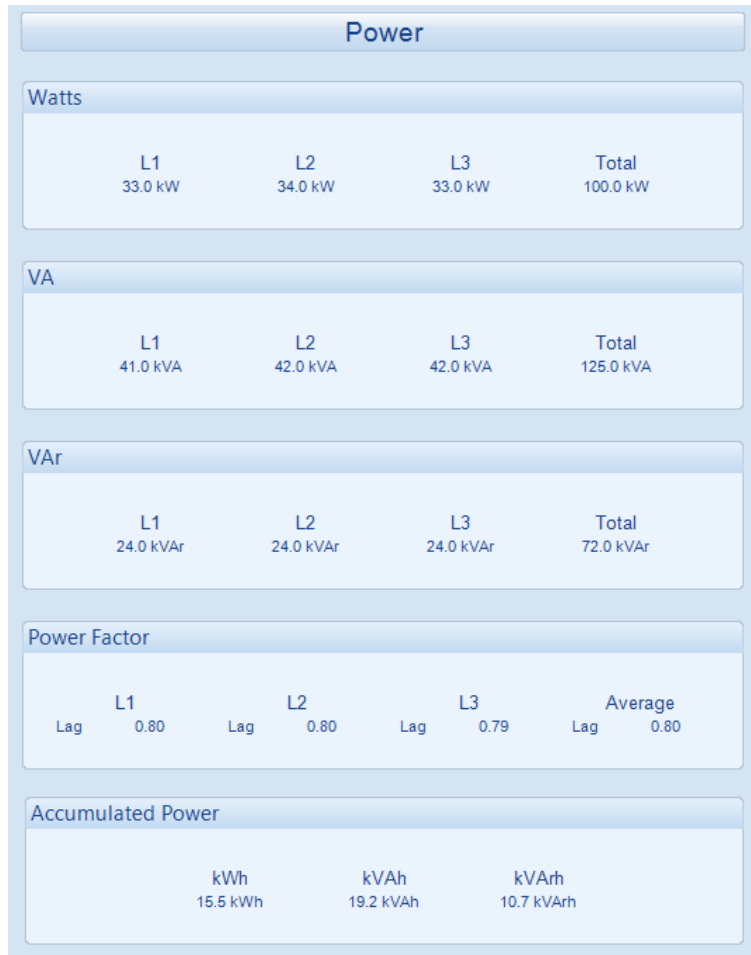 Power
Watts
L1 L2 L3 Total
33.0 kW 34.0 kW 33.0 kW 100.0 kW
VA
L1 L2 L3 Total
41.0 kVA 42.0 kVA 42.0 kVA 125.0 kVA
VAr
L1 L2 L3 Total
24.0 kVAr 24.0 kVAr 24.0 kVAr 72.0 kVAr
Power Factor
L1 L2 L3 Average
Lag 0.80 Lag 0.80 Lag 0.79 Lag 0.80
Accumulated Power
kWh kVAh kVArh
15.5 kWh 19.2 kVAh 10.7 kVArh